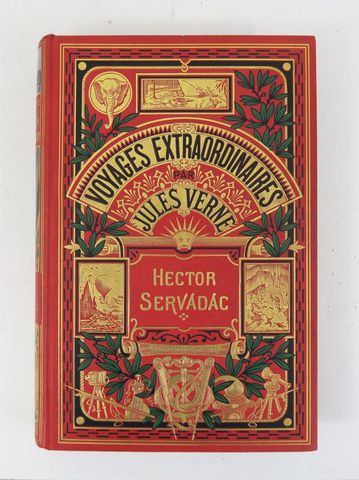 VOYAGES EXTRAORDINAIRES
PAR
JULES VERNE
HECTOR
SERVADAC